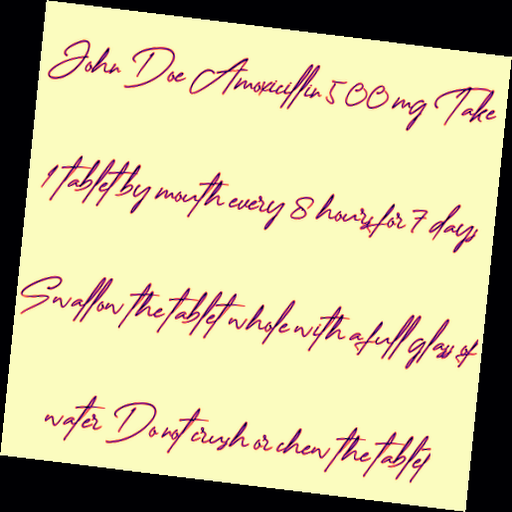 John Doe Amoxicillin 500 mg Take
1 tablet by mouth every 8 hours for 7 days
Swallow the tablet whole with a full glass of
water Do not crush or chew the tablet